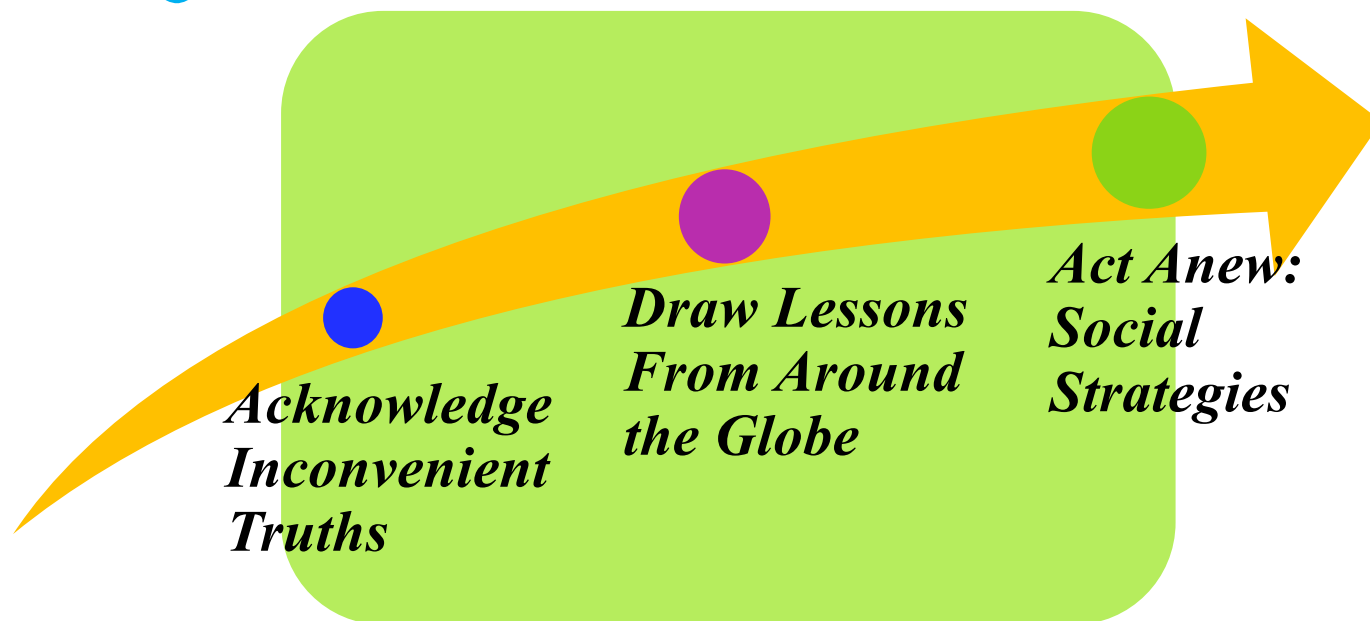 Acknowledge
Inconvenient
Truths
Draw Lessons
From Around
the Globe
Act Anew:
Social
Strategies